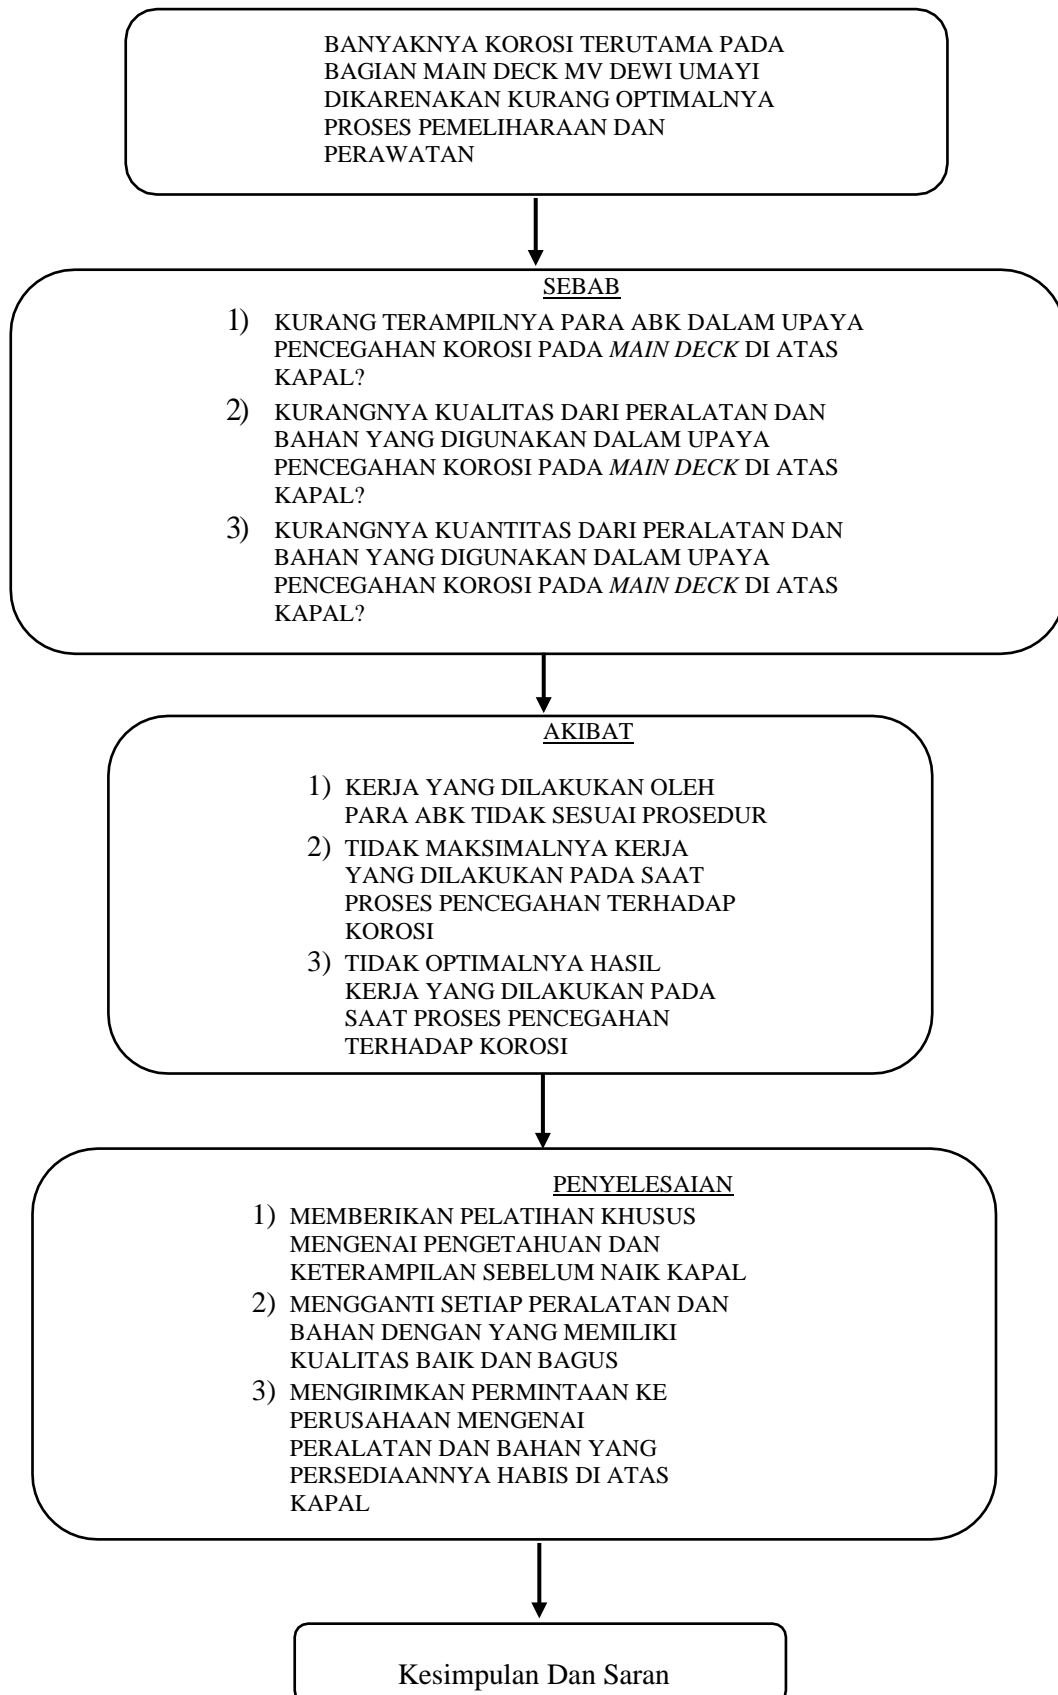 BANYAKNYA KOROSI TERUTAMA PADA
BAGIAN MAIN DECK MV DEWI UMAYI
DIKARENAKAN KURANG OPTIMALNYA
PROSES PEMELIHARAAN DAN
PERAWATAN
SEBAB
1) KURANG TERAMPILNYA PARA ABK DALAM UPAYA
PENCEGAHAN KOROSI PADA MAIN DECK DI ATAS
KAPAL?
2) KURANGNYA KUALITAS DARI PERALATAN DAN
BAHAN YANG DIGUNAKAN DALAM UPAYA
PENCEGAHAN KOROSI PADA MAIN DECK DI ATAS
KAPAL?
3) KURANGNYA KUANTITAS DARI PERALATAN DAN
BAHAN YANG DIGUNAKAN DALAM UPAYA
PENCEGAHAN KOROSI PADA MAIN DECK DI ATAS
KAPAL?
AKIBAT
1) KERJA YANG DILAKUKAN OLEH
PARA ABK TIDAK SESUAI PROSEDUR
2) TIDAK MAKSIMALNYA KERJA
YANG DILAKUKAN PADA SAAT
PROSES PENCEGAHAN TERHADAP
KOROSI
3) TIDAK OPTIMALNYA HASIL
KERJA YANG DILAKUKAN PADA
SAAT PROSES PENCEGAHAN
TERHADAP KOROSI
PENYELESAIAN
1) MEMBERIKAN PELATIHAN KHUSUS
MENGENAI PENGETAHUAN DAN
KETERAMPILAN SEBELUM NAIK KAPAL
2) MENGGANTI SETIAP PERALATAN DAN
BAHAN DENGAN YANG MEMILIKI
KUALITAS BAIK DAN BAGUS
3) MENGIRIMKAN PERMINTAAN KE
PERUSAHAAN MENGENAI
PERALATAN DAN BAHAN YANG
PERSEDIAANNYA HABIS DI ATAS
KAPAL
Kesimpulan Dan Saran